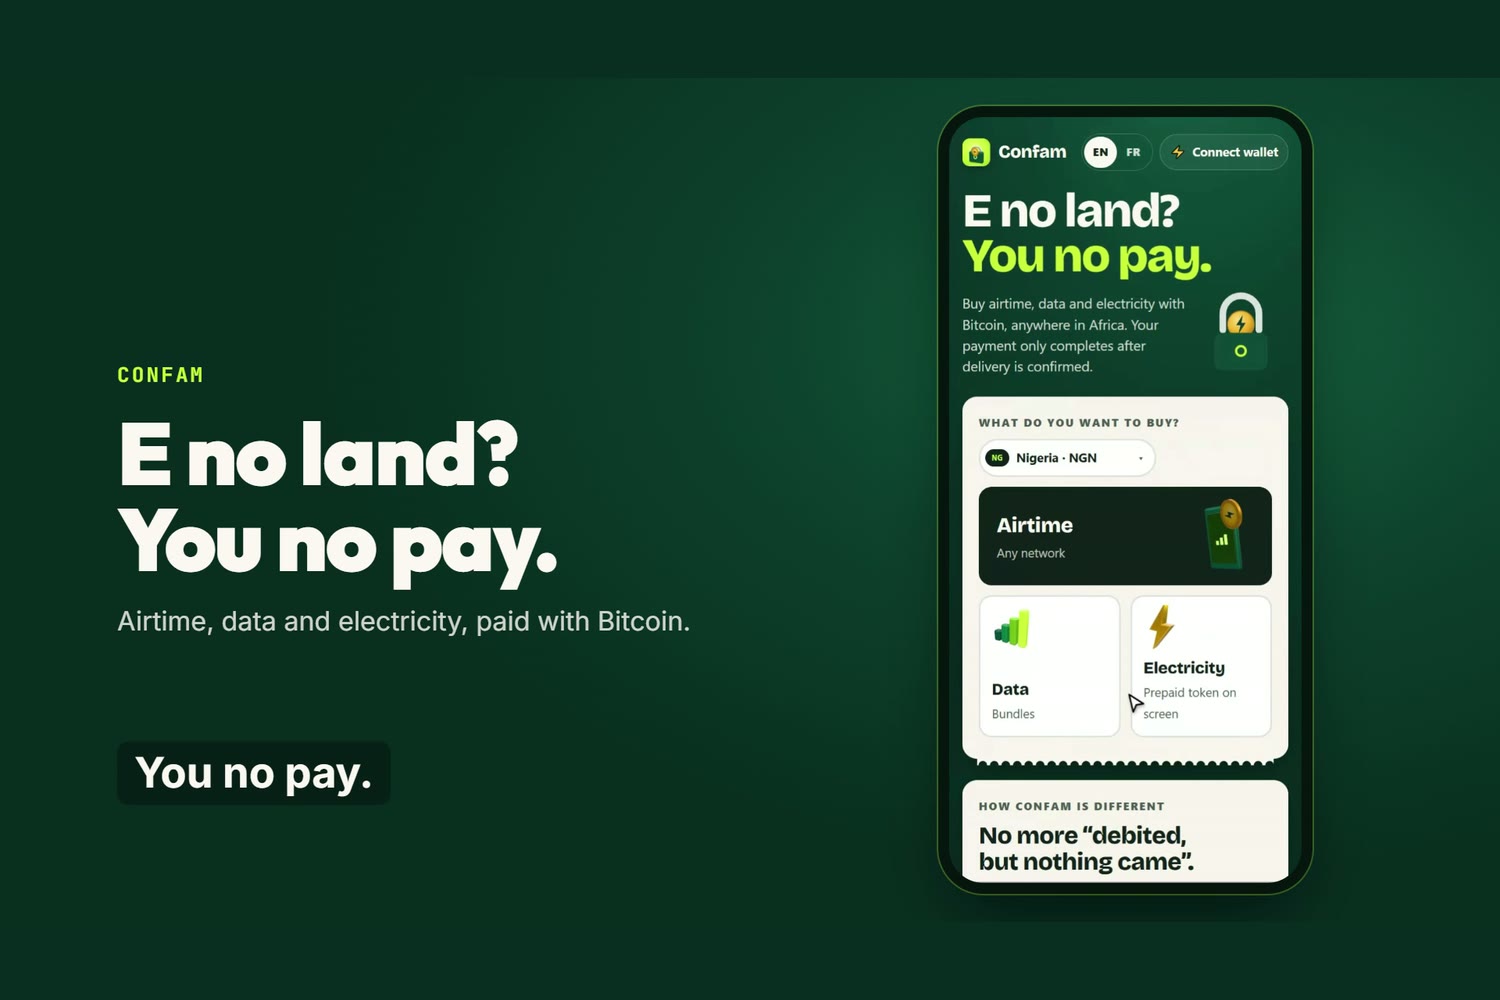 CONFAM
E no land?
You no pay.
Airtime, data and electricity, paid with Bitcoin.
You no pay.
Confam
EN
FR
Connect wallet
E no land?
You no pay.
Buy airtime, data and electricity with
Bitcoin, anywhere in Africa. Your
payment only completes after
delivery is confirmed.
WHAT DO YOU WANT TO BUY?
NG
Nigeria · NGN
Airtime
Any network
Data
Bundles
Electricity
Prepaid token on
screen
HOW CONFAM IS DIFFERENT
No more “debited,
but nothing came”.